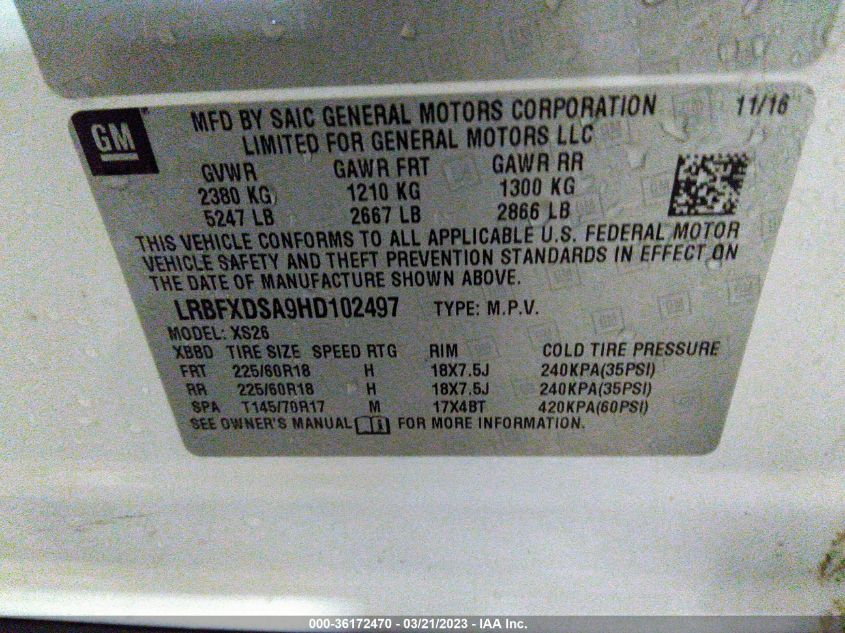 GM
MFD BY SAIC GENERAL MOTORS CORPORATION 11/16
LIMITED FOR GENERAL MOTORS LLC
GVWR GAWR FRT GAWR RR
2380 KG 1210 KG 1300 KG
5247 LB 2667 LB 2866 LB
THIS VEHICLE CONFORMS TO ALL APPLICABLE U.S. FEDERAL MOTOR
VEHICLE SAFETY AND THEFT PREVENTION STANDARDS IN EFFECT ON
THE DATE OF MANUFACTURE SHOWN ABOVE.
LRBFXDSA9HD102497 TYPE: M.P.V.
MODEL: XS26
XBBD TIRE SIZE SPEED RTG RIM COLD TIRE PRESSURE
FRT 225/60R18 H 18X7.5J 240KPA(35PSI)
RR 225/60R18 H 18X7.5J 240KPA(35PSI)
SPA T145/70R17 M 17X4BT 420KPA(60PSI)
SEE OWNER'S MANUAL FOR MORE INFORMATION.
000-36172470 - 03/21/2023 - IAA Inc.